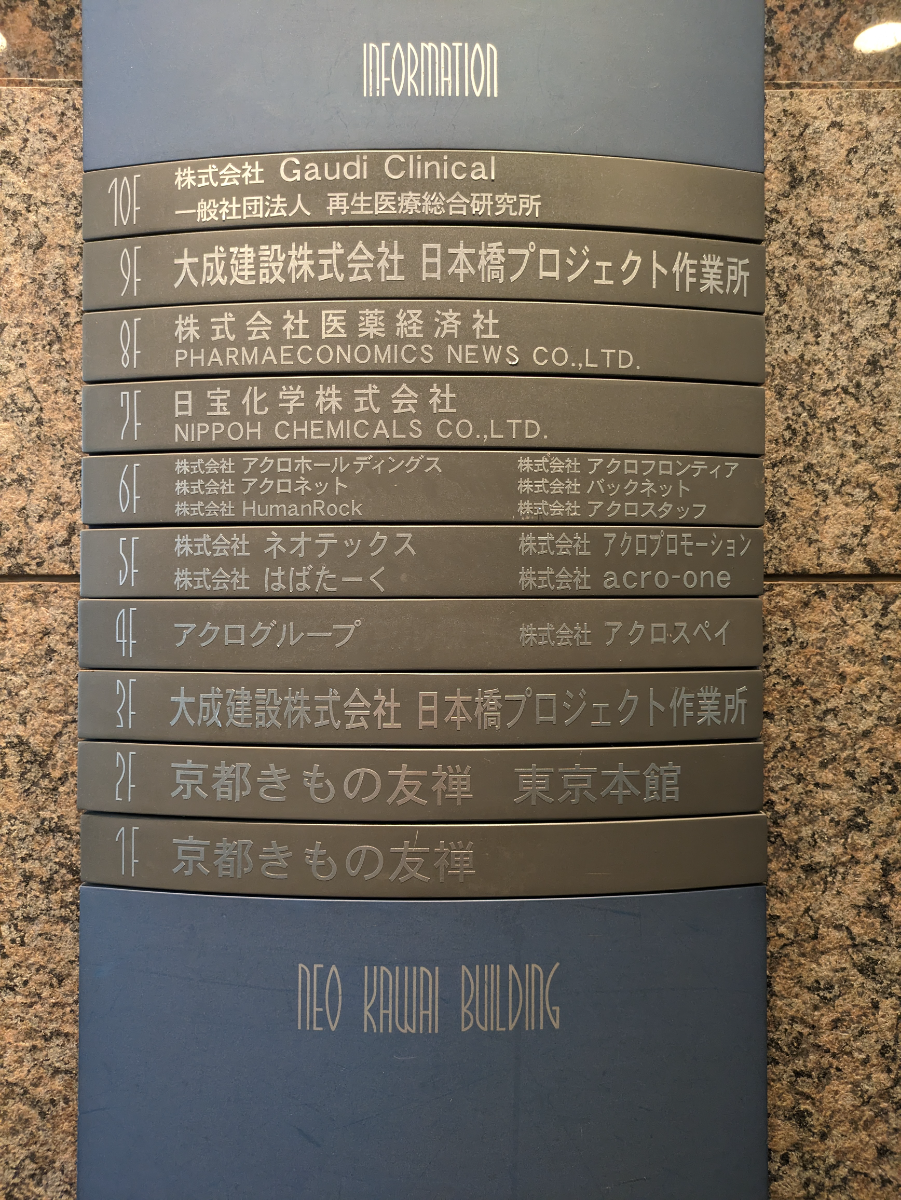 INFORMATION
10F 株式会社 Gaudi Clinical
一般社団法人 再生医療総合研究所
9F 大成建設株式会社 日本橋プロジェクト作業所
8F 株式会社医薬経済社
PHARMAECONOMICS NEWS CO.,LTD.
7F 日宝化学株式会社
NIPPOH CHEMICALS CO.,LTD.
6F 株式会社 アクロホールディングス 株式会社 アクロフロンティア
株式会社 アクロネット 株式会社 バックネット
株式会社 HumanRock 株式会社 アクロスタッフ
5F 株式会社 ネオテックス 株式会社 アクロプロモーション
株式会社 はばたーく 株式会社 acro-one
4F アクログループ 株式会社 アクロスペイ
3F 大成建設株式会社 日本橋プロジェクト作業所
2F 京都きもの友禅 東京本館
1F 京都きもの友禅
NEO KAWAI BUILDING